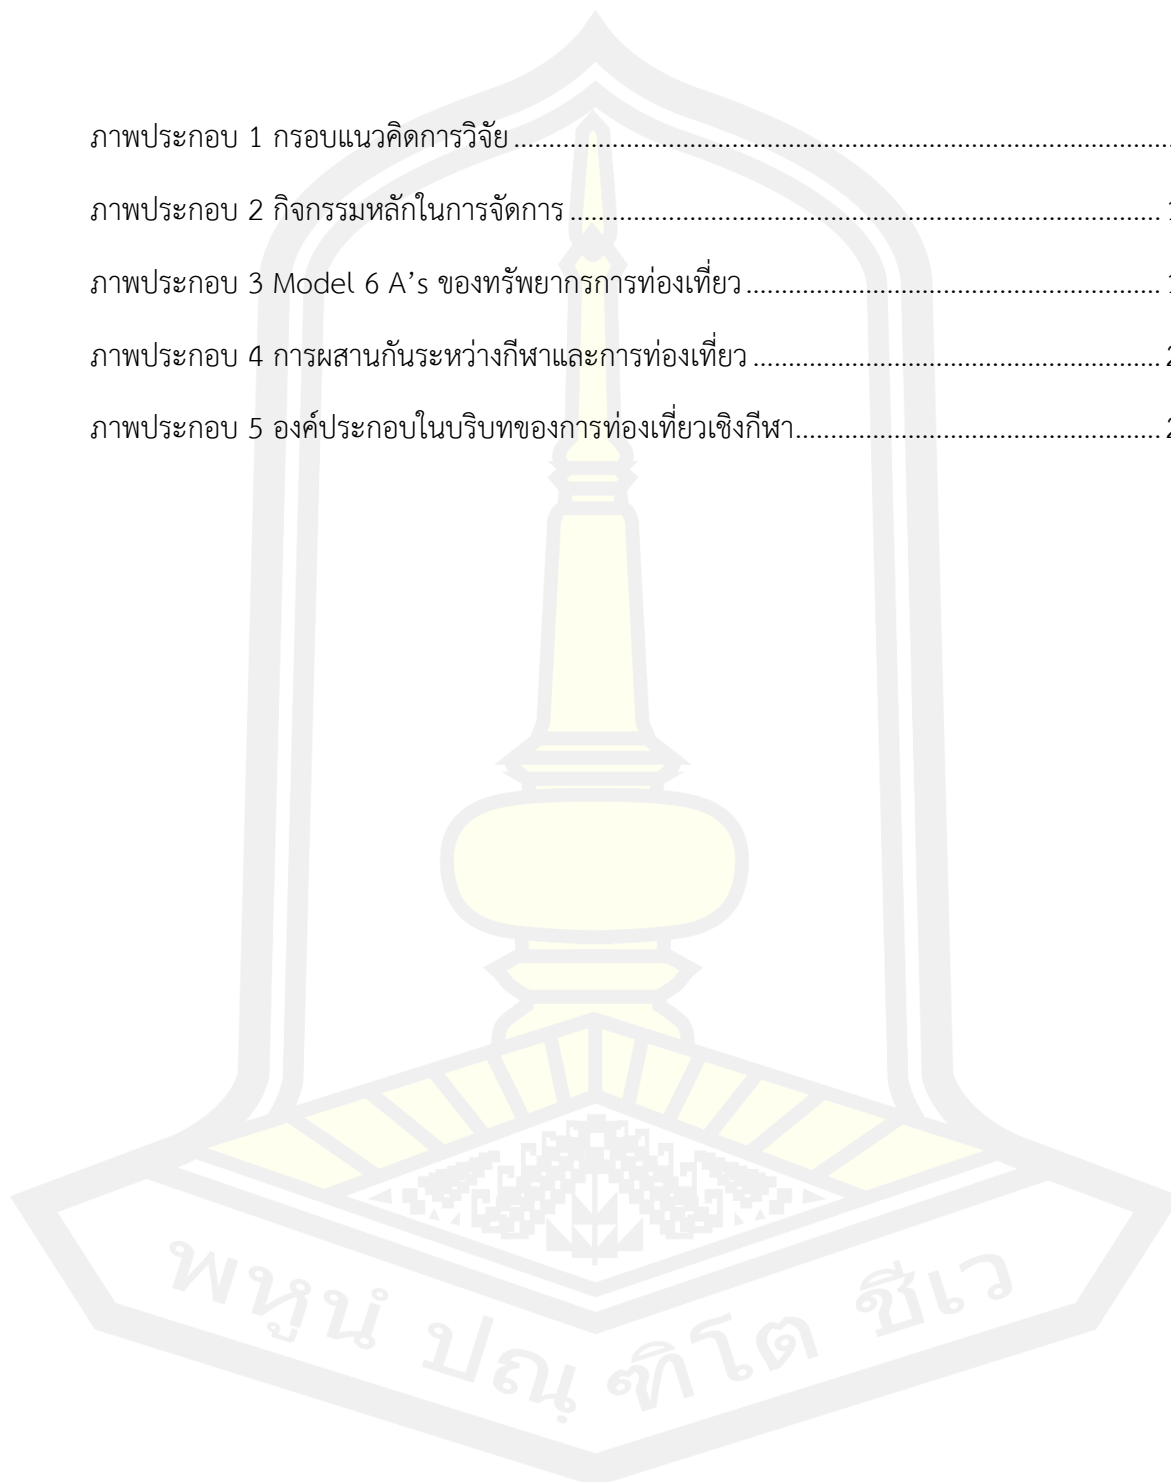 ภาพประกอบ 1 กรอบแนวคิดการวิจัย
ภาพประกอบ 2 กิจกรรมหลักในการจัดการ
ภาพประกอบ 3 Model 6 A's ของทรัพยากรการท่องเที่ยว
ภาพประกอบ 4 การผสานกันระหว่างกีฬาและการท่องเที่ยว
ภาพประกอบ 5 องค์ประกอบในบริบทของการท่องเที่ยวเชิงกีฬา
พหูนํ ปณฺฑิโต ชีเว